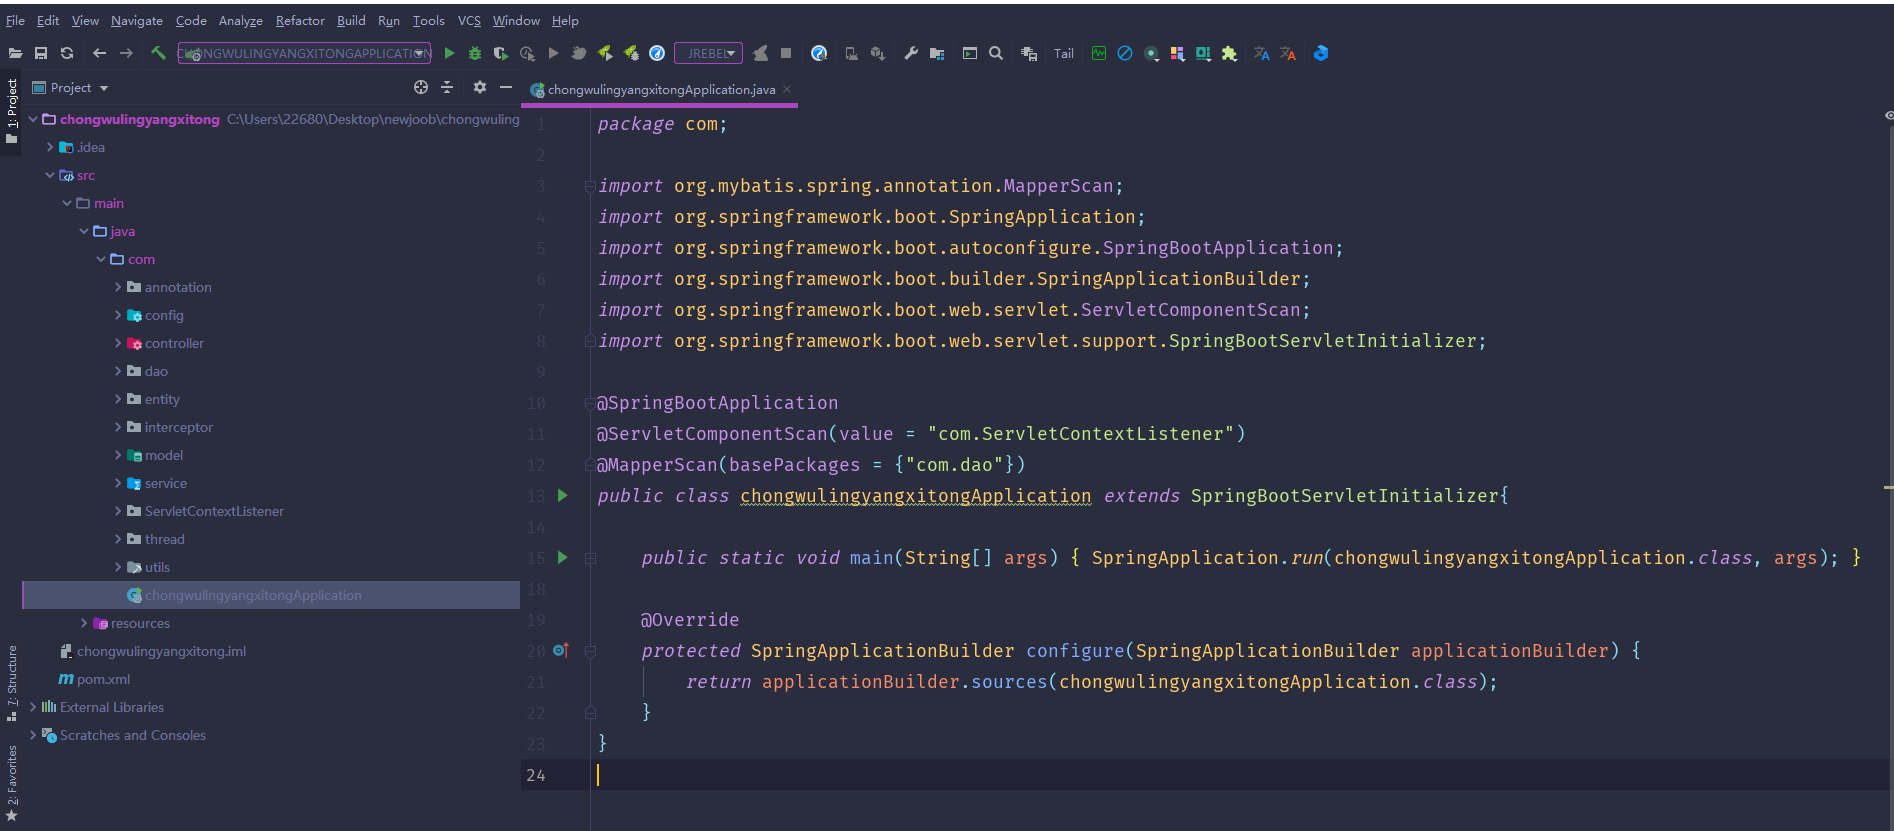 File Edit View Navigate Code Analyze Refactor Build Run Tools VCS Window Help
CHONGWULINGYANGXITONGAPPLICATION JREBEL Tail
1: Project
Project
chongwulingyangxitong C:\Users\22680\Desktop\newjoob\chongwuling
.idea
src
main
java
com
annotation
config
controller
dao
entity
interceptor
model
service
ServletContextListener
thread
utils
chongwulingyangxitongApplication
resources
chongwulingyangxitong.iml
pom.xml
External Libraries
Scratches and Consoles
7: Structure
2: Favorites
chongwulingyangxitongApplication.java
1 package com;
2
3 import org.mybatis.spring.annotation.MapperScan;
4 import org.springframework.boot.SpringApplication;
5 import org.springframework.boot.autoconfigure.SpringBootApplication;
6 import org.springframework.boot.builder.SpringApplicationBuilder;
7 import org.springframework.boot.web.servlet.ServletComponentScan;
8 import org.springframework.boot.web.servlet.support.SpringBootServletInitializer;
9
10 @SpringBootApplication
11 @ServletComponentScan(value = "com.ServletContextListener")
12 @MapperScan(basePackages = {"com.dao"})
13 public class chongwulingyangxitongApplication extends SpringBootServletInitializer{
14
15 public static void main(String[] args) { SpringApplication.run(chongwulingyangxitongApplication.class, args); }
18
19 @Override
20 protected SpringApplicationBuilder configure(SpringApplicationBuilder applicationBuilder) {
21 return applicationBuilder.sources(chongwulingyangxitongApplication.class);
22 }
23 }
24